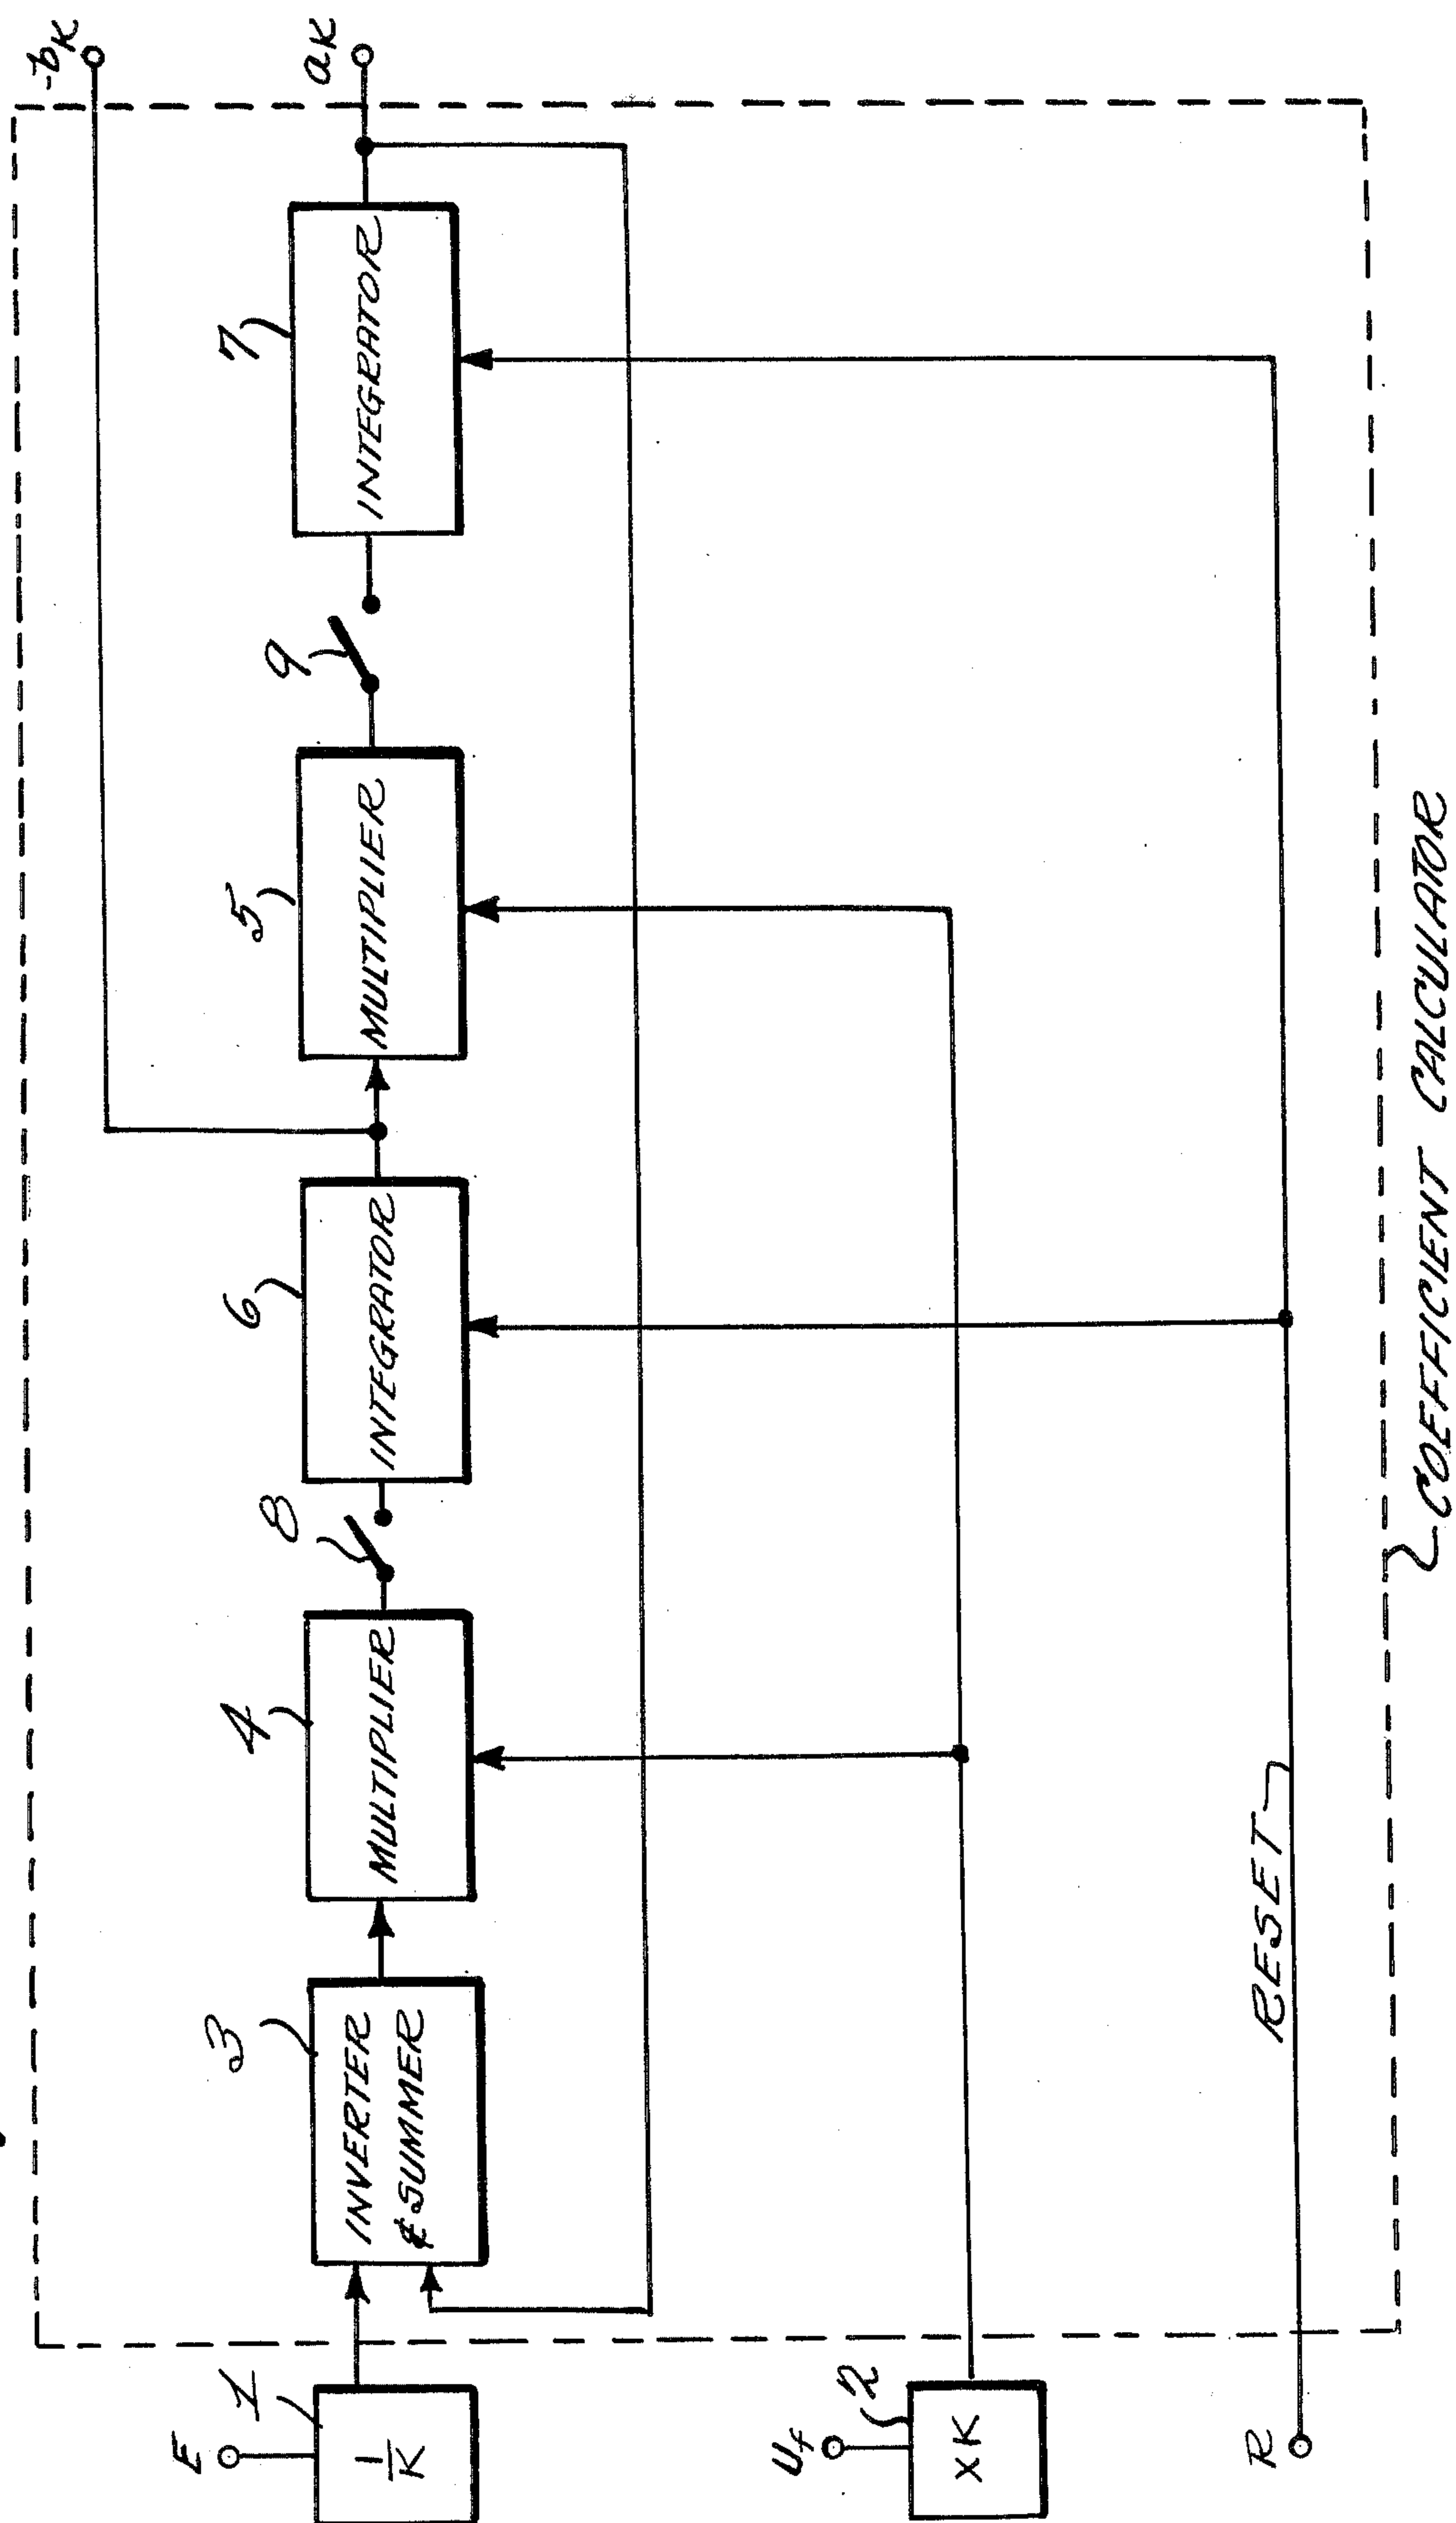 -bK
aK
7
INTEGRATOR
9
5
MULTIPLIER
6
INTEGRATOR
8
4
MULTIPLIER
3
INVERTER
& SUMMER
E
1
1/K
Uf
2
XK
RESET
R
COEFFICIENT CALCULATOR